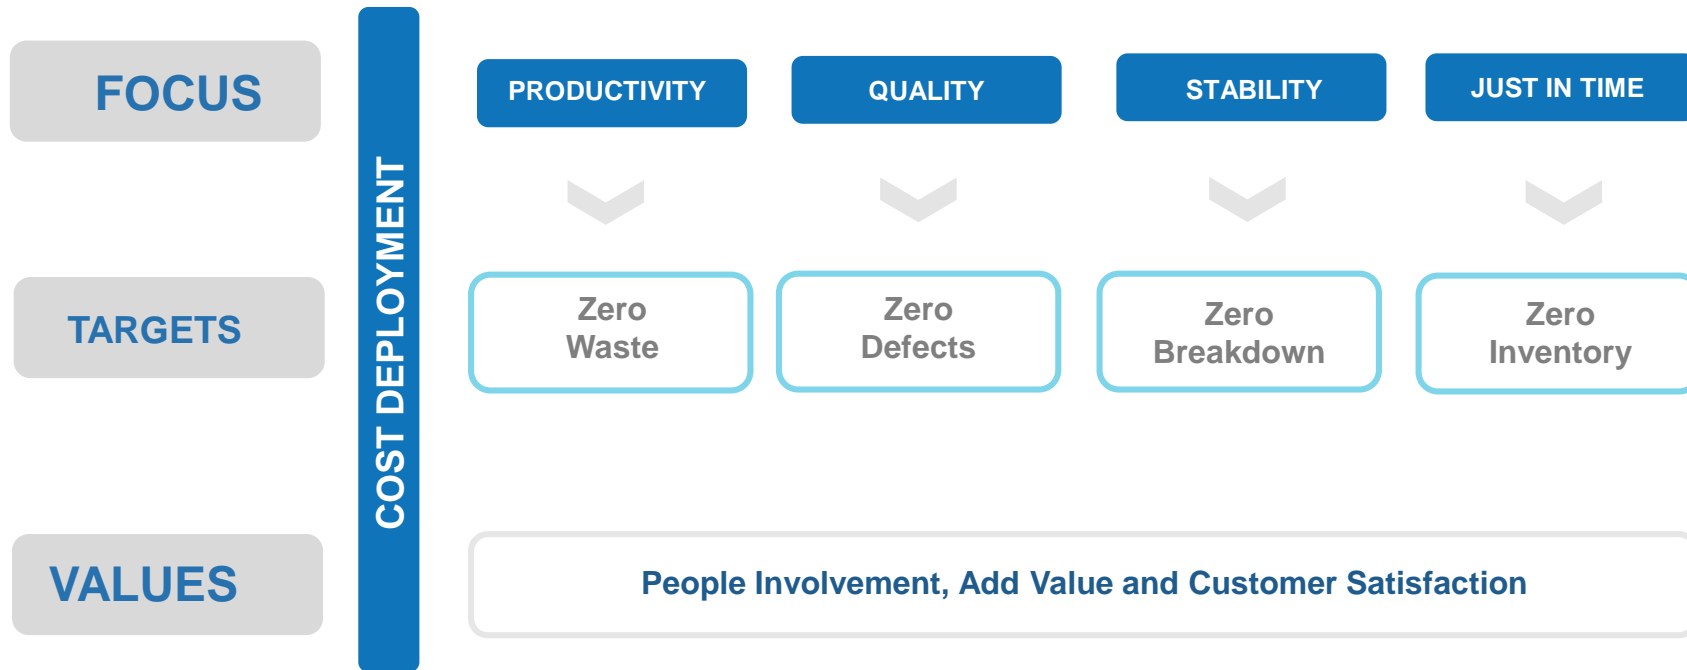 FOCUS
PRODUCTIVITY
QUALITY
STABILITY
JUST IN TIME
COST DEPLOYMENT
TARGETS
Zero
Waste
Zero
Defects
Zero
Breakdown
Zero
Inventory
VALUES
People Involvement, Add Value and Customer Satisfaction